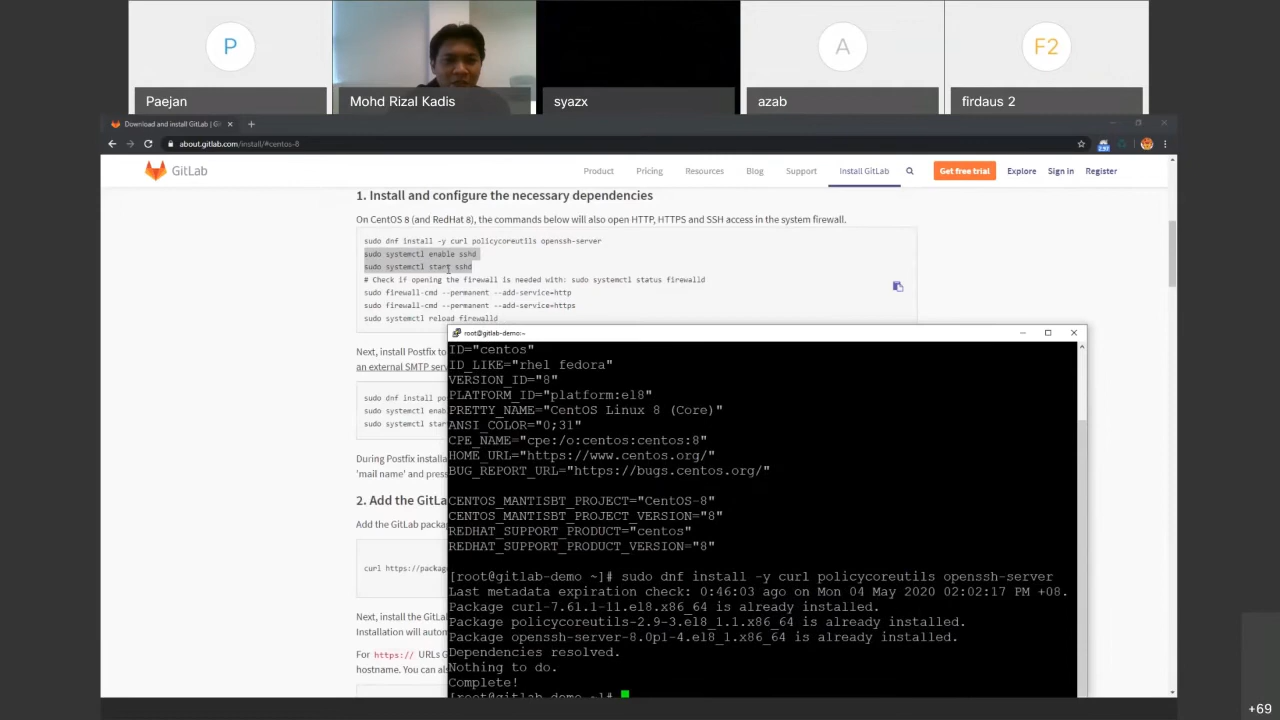 P
A
F2
Paejan
Mohd Rizal Kadis
syazx
azab
firdaus 2
Download and install GitLab | Git
about.gitlab.com/install/#centos-8
GitLab
Product
Pricing
Resources
Blog
Support
Install GitLab
Get free trial
Explore
Sign in
Register
1. Install and configure the necessary dependencies
On CentOS 8 (and RedHat 8), the commands below will also open HTTP, HTTPS and SSH access in the system firewall.
sudo dnf install -y curl policycoreutils openssh-server
sudo systemctl enable sshd
sudo systemctl start sshd
# Check if opening the firewall is needed with: sudo systemctl status firewalld
sudo firewall-cmd --permanent --add-service=http
sudo firewall-cmd --permanent --add-service=https
sudo systemctl reload firewalld
Next, install Postfix to
an external SMTP serv
sudo dnf install po
sudo systemctl enab
sudo systemctl star
During Postfix installa
'mail name' and press
2. Add the GitLa
Add the GitLab packag
curl https://package
Next, install the GitLab
Installation will autom
For https:// URLs G
hostname. You can als
root@gitlab-demo:~
ID="centos"
ID_LIKE="rhel fedora"
VERSION_ID="8"
PLATFORM_ID="platform:el8"
PRETTY_NAME="CentOS Linux 8 (Core)"
ANSI_COLOR="0;31"
CPE_NAME="cpe:/o:centos:centos:8"
HOME_URL="https://www.centos.org/"
BUG_REPORT_URL="https://bugs.centos.org/"
CENTOS_MANTISBT_PROJECT="CentOS-8"
CENTOS_MANTISBT_PROJECT_VERSION="8"
REDHAT_SUPPORT_PRODUCT="centos"
REDHAT_SUPPORT_PRODUCT_VERSION="8"
[root@gitlab-demo ~]# sudo dnf install -y curl policycoreutils openssh-server
Last metadata expiration check: 0:46:03 ago on Mon 04 May 2020 02:02:17 PM +08.
Package curl-7.61.1-11.el8.x86_64 is already installed.
Package policycoreutils-2.9-3.el8_1.1.x86_64 is already installed.
Package openssh-server-8.0p1-4.el8_1.x86_64 is already installed.
Dependencies resolved.
Nothing to do.
Complete!
[root@gitlab-demo ~]#
+69